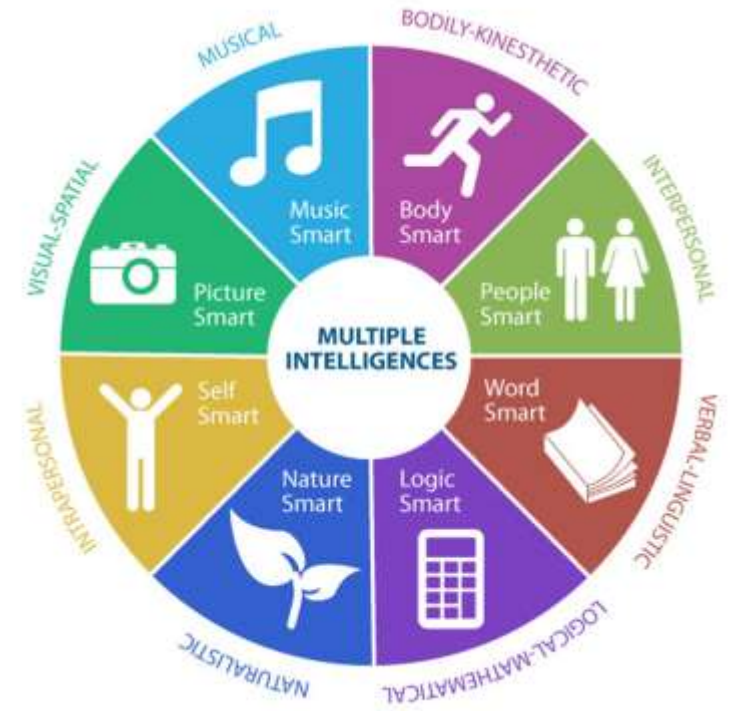 MUSICAL
BODILY-KINESTHETIC
VISUAL-SPATIAL
INTERPERSONAL
Music
Smart
Body
Smart
Picture
Smart
People
Smart
MULTIPLE
INTELLIGENCES
Self
Smart
Word
Smart
Nature
Smart
Logic
Smart
INTRAPERSONAL
VERBAL-LINGUISTIC
NATURALISTIC
LOGICAL-MATHEMATICAL